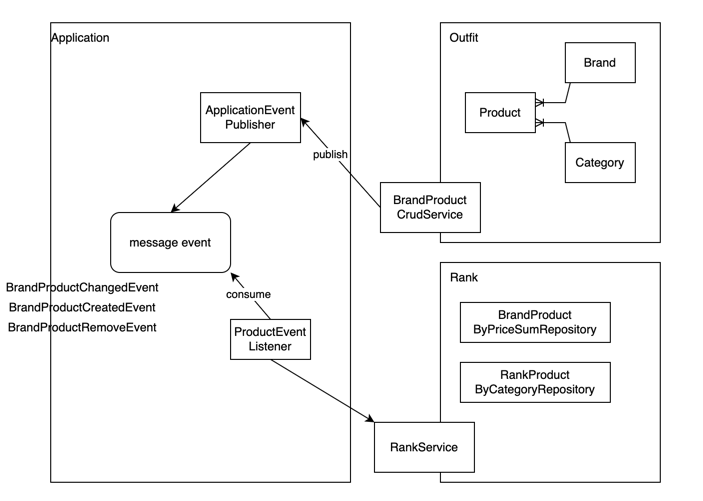 Application
ApplicationEvent
Publisher
publish
message event
BrandProductChangedEvent
BrandProductCreatedEvent
BrandProductRemoveEvent
consume
ProductEvent
Listener
Outfit
Brand
Product
Category
BrandProduct
CrudService
Rank
BrandProduct
ByPriceSumRepository
RankProduct
ByCategoryRepository
RankService